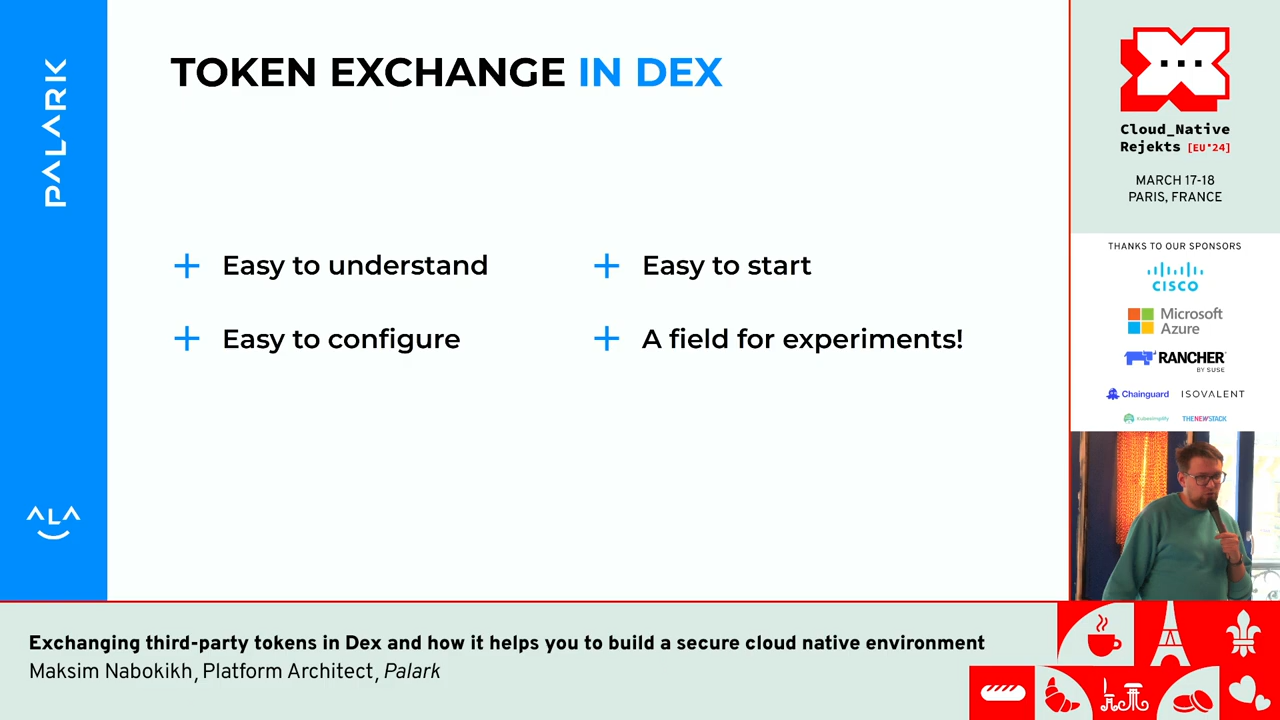 PALARK
TOKEN EXCHANGE IN DEX
Easy to understand
Easy to start
Easy to configure
A field for experiments!
Cloud_Native
Rejekts [EU'24]
MARCH 17-18
PARIS, FRANCE
THANKS TO OUR SPONSORS
CISCO
Microsoft
Azure
RANCHER
BY SUSE
Chainguard
ISOVALENT
kubesimplify
THENEWSTACK
Exchanging third-party tokens in Dex and how it helps you to build a secure cloud native environment
Maksim Nabokikh, Platform Architect, Palark